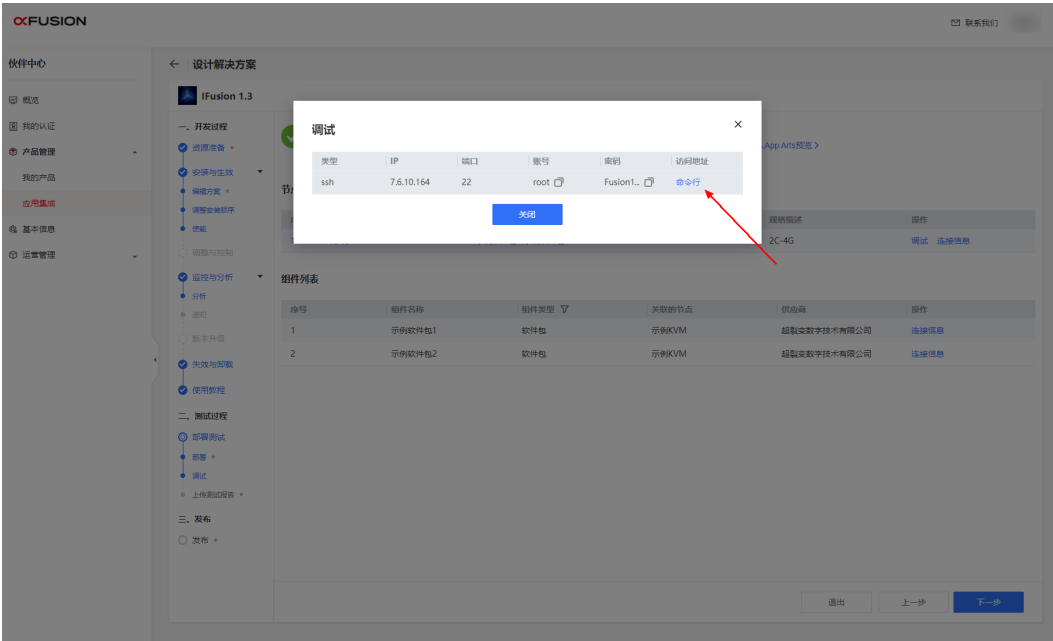 XFUSION
联系我们
伙伴中心
← 设计解决方案
概览
我的认证
产品管理
我的产品
应用集成
基本信息
运营管理
IFusion 1.3
一、开发过程
资源准备 *
安装与生效
编辑方案 *
调整安装顺序
使能
调整与控制
监控与分析
分析
通知
版本升级
失效与卸载
使用教程
二、测试过程
部署测试
部署 *
调试
上传测试报告 *
三、发布
发布 *
App Arts预览 >
调试
类型 IP 端口 账号 密码 访问地址
ssh 7.6.10.164 22 root Fusion1... 命令行
关闭
规格描述 操作
2C-4G 调试 连接信息
组件列表
序号 组件名称 组件类型 关联的节点 供应商 操作
1 示例软件包1 软件包 示例KVM 超裂变数字技术有限公司 连接信息
2 示例软件包2 软件包 示例KVM 超裂变数字技术有限公司 连接信息
退出 上一步 下一步